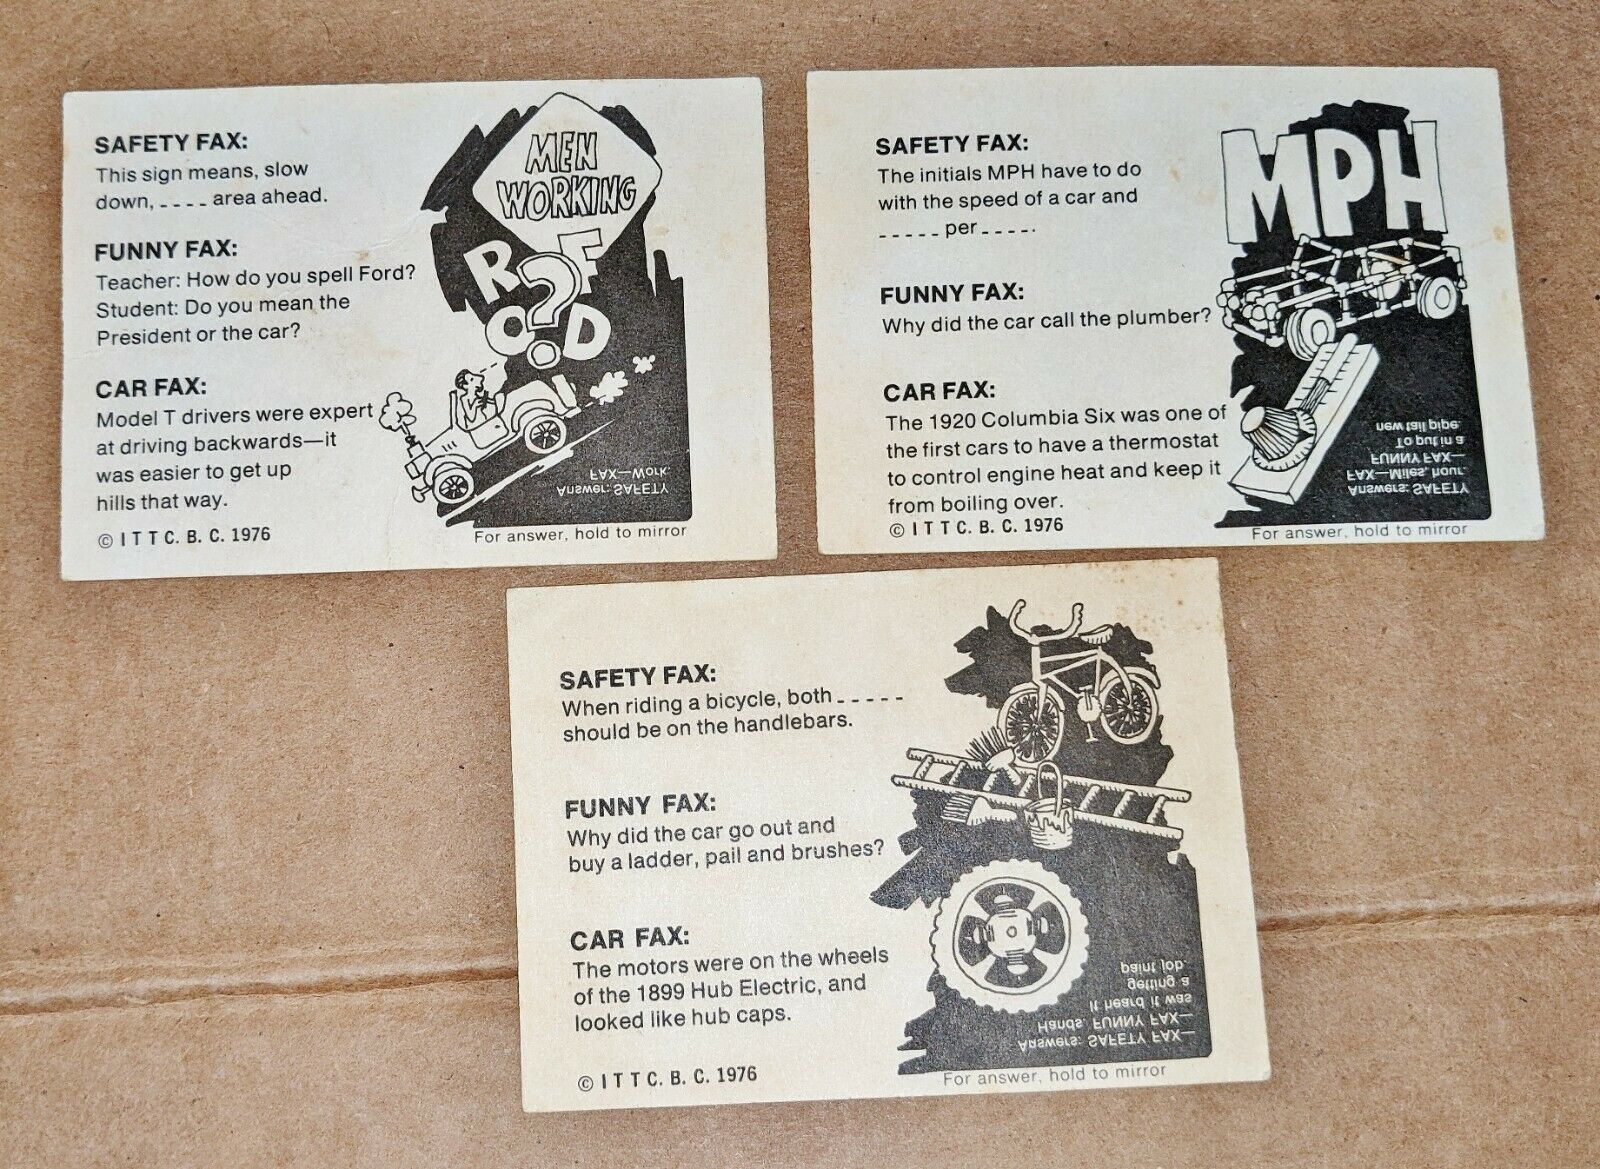 SAFETY FAX:
This sign means, slow
down, _ _ _ _ area ahead.
FUNNY FAX:
Teacher: How do you spell Ford?
Student: Do you mean the
President or the car?
CAR FAX:
Model T drivers were expert
at driving backwards—it
was easier to get up
hills that way.
© I T T C. B. C. 1976
MEN
WORKING
R F
?
O D
Answer: SAFETY
FAX—Work.
For answer, hold to mirror
SAFETY FAX:
The initials MPH have to do
with the speed of a car and
_ _ _ _ _ per _ _ _ _.
FUNNY FAX:
Why did the car call the plumber?
CAR FAX:
The 1920 Columbia Six was one of
the first cars to have a thermostat
to control engine heat and keep it
from boiling over.
© I T T C. B. C. 1976
MPH
Answers: SAFETY
FAX—Miles, hour.
FUNNY FAX—
To put in a
new tail pipe.
For answer, hold to mirror
SAFETY FAX:
When riding a bicycle, both _ _ _ _ _
should be on the handlebars.
FUNNY FAX:
Why did the car go out and
buy a ladder, pail and brushes?
CAR FAX:
The motors were on the wheels
of the 1899 Hub Electric, and
looked like hub caps.
© I T T C. B. C. 1976
Answers: SAFETY FAX—
Hands. FUNNY FAX—
It heard it was
getting a
paint job.
For answer, hold to mirror